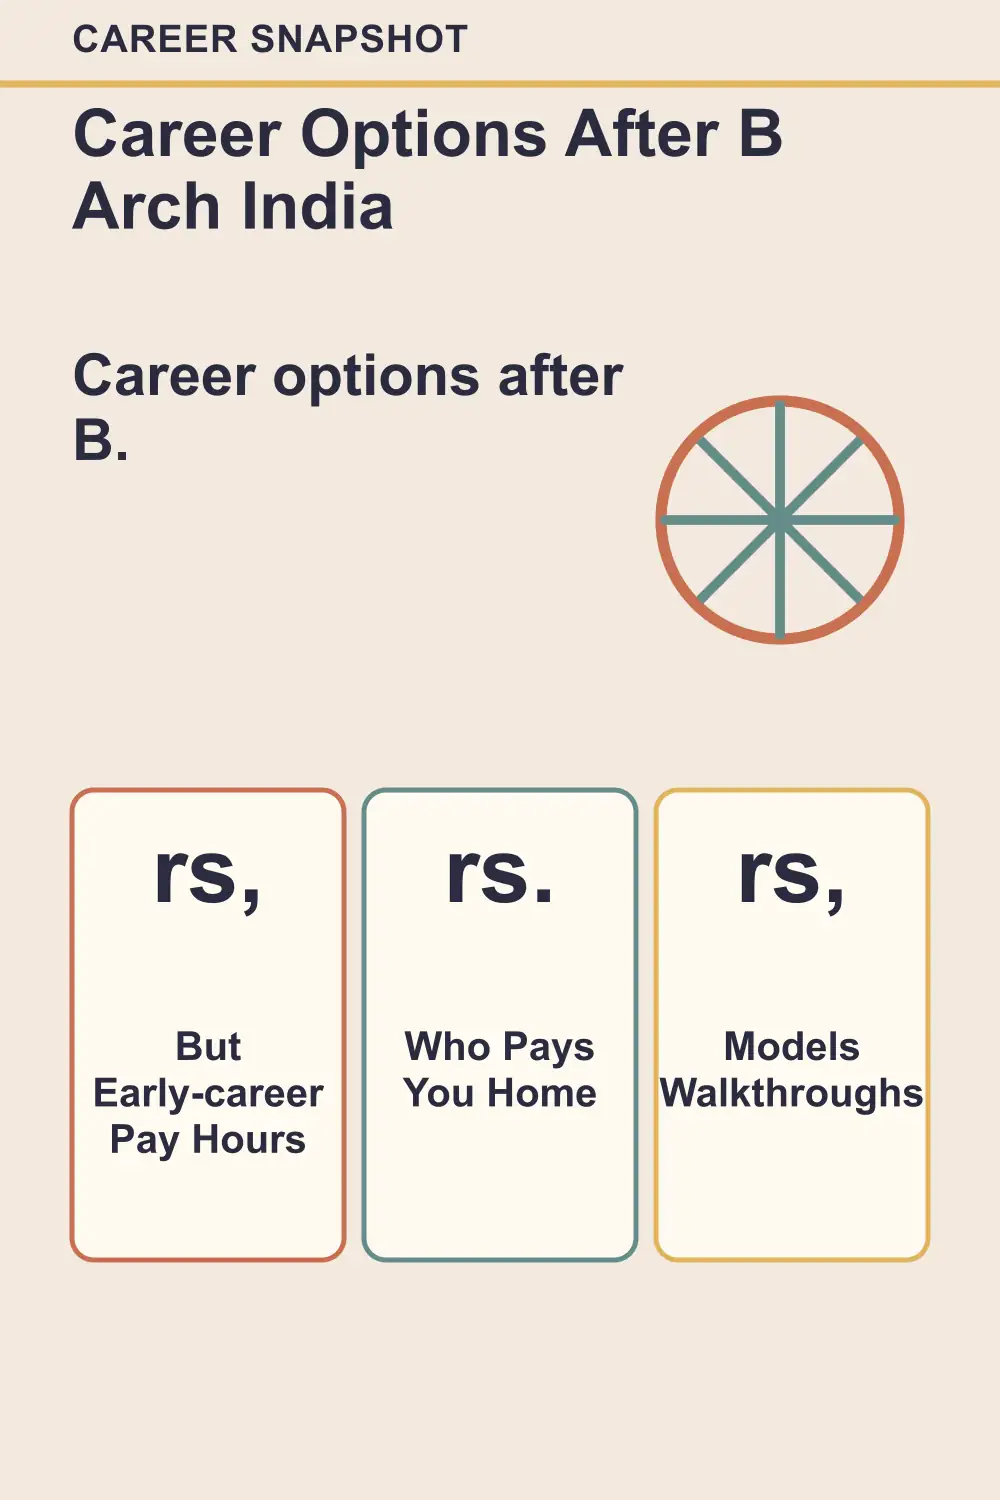 CAREER SNAPSHOT
Career Options After B
Arch India
Career options after
B.
rs,
But
Early-career
Pay Hours
rs.
Who Pays
You Home
rs,
Models
Walkthroughs